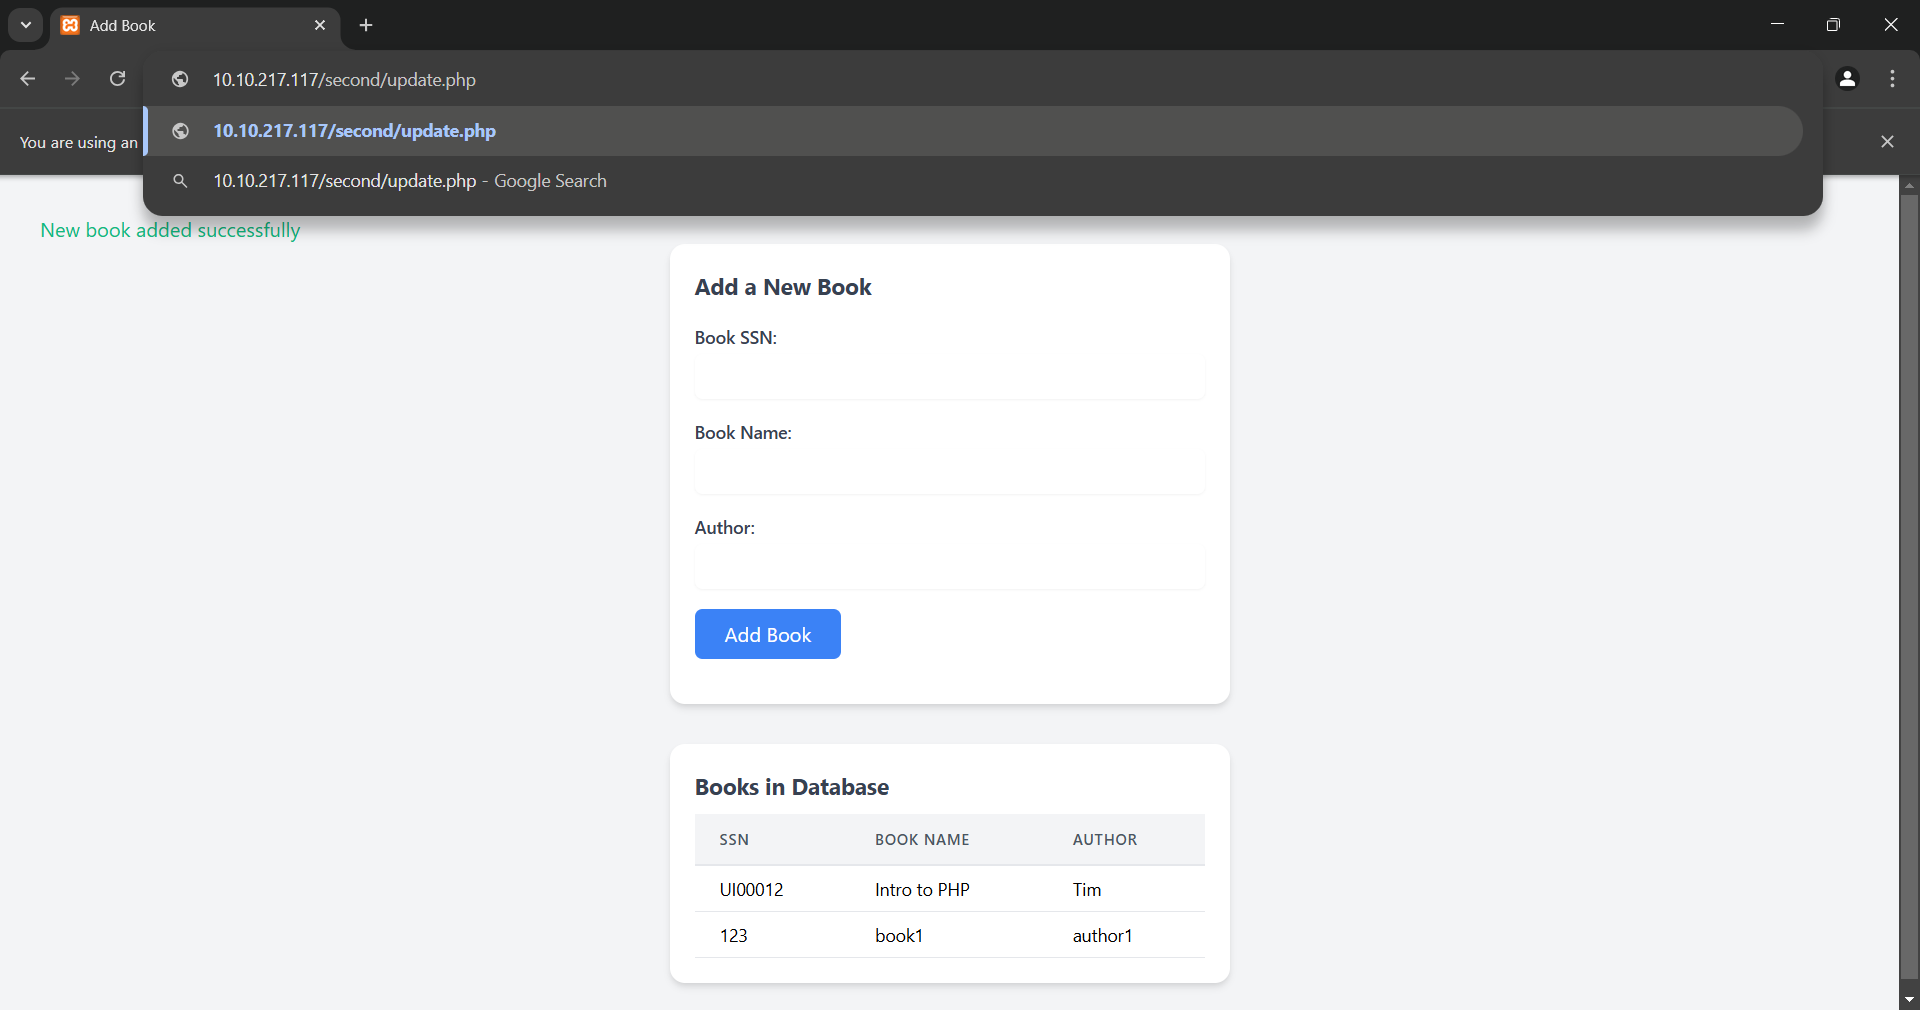 Add Book
10.10.217.117/second/update.php
10.10.217.117/second/update.php
You are using an
10.10.217.117/second/update.php - Google Search
New book added successfully
Add a New Book
Book SSN:
Book Name:
Author:
Add Book
Books in Database
SSN BOOK NAME AUTHOR
UI00012 Intro to PHP Tim
123 book1 author1